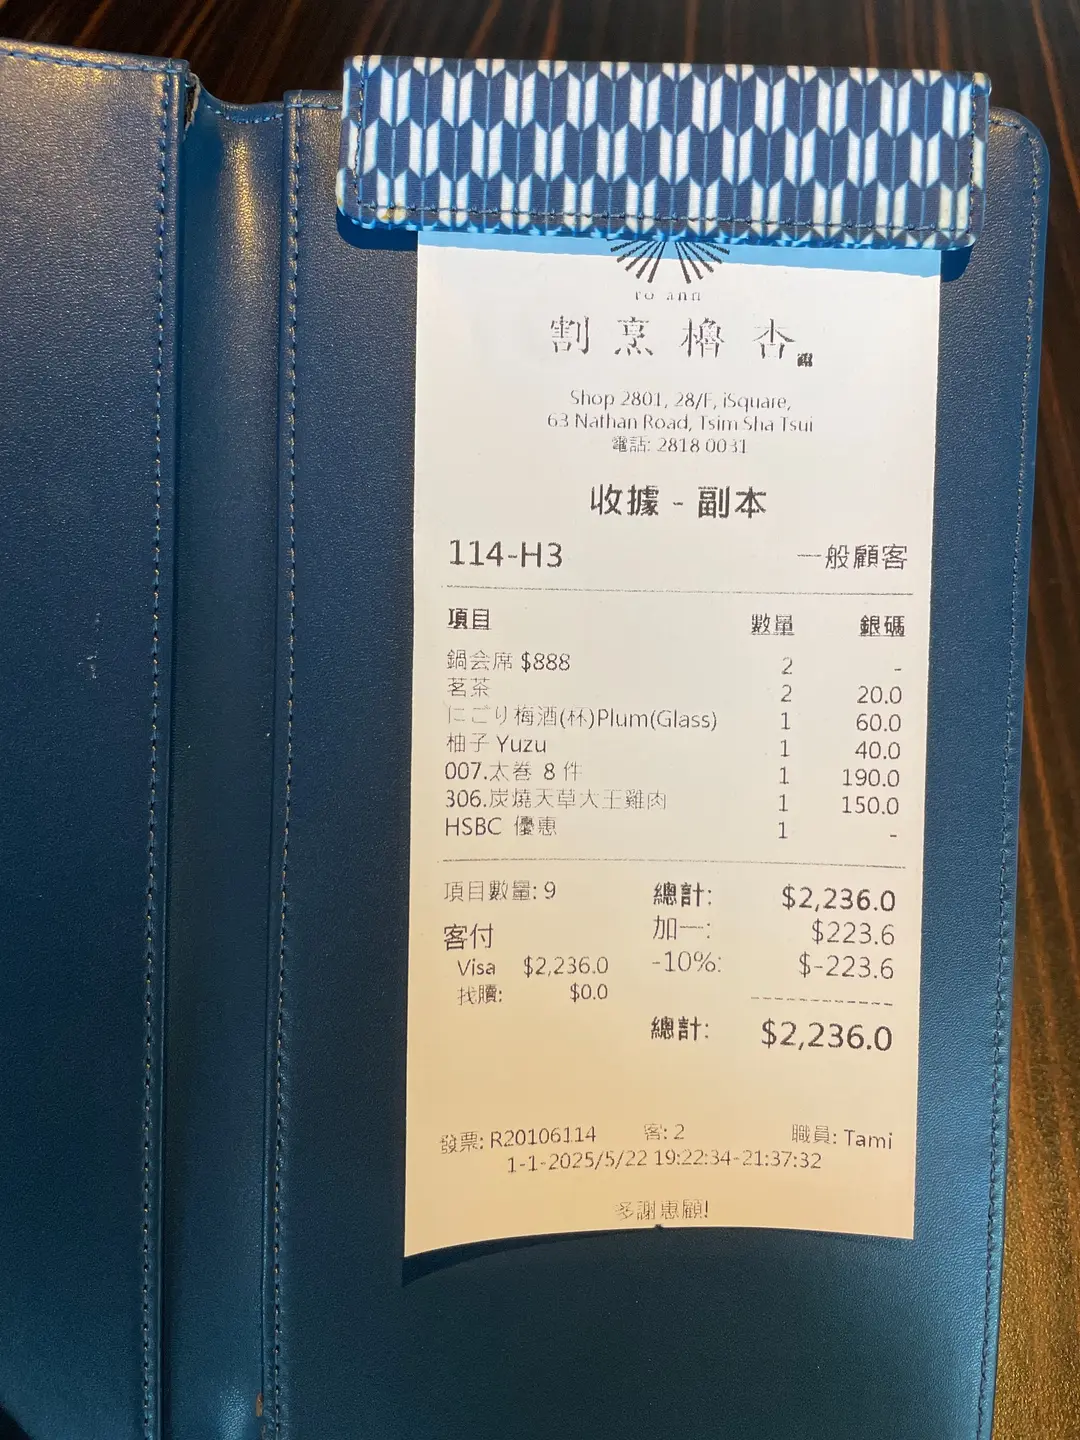 ro ann
割烹櫓杏
Shop 2801, 28/F, iSquare,
63 Nathan Road, Tsim Sha Tsui
電話: 2818 0031
收據 - 副本
114-H3 一般顧客
項目 數量 銀碼
鍋会席 $888 2 -
茗茶 2 20.0
にごり梅酒(杯)Plum(Glass) 1 60.0
柚子 Yuzu 1 40.0
007.太巻 8 件 1 190.0
306.炭燒天草大王雞肉 1 150.0
HSBC 優惠 1 -
項目數量: 9 總計: $2,236.0
客付 加一: $223.6
Visa $2,236.0 -10%: $-223.6
找贖: $0.0
總計: $2,236.0
發票: R20106114 客: 2 職員: Tami
1-1-2025/5/22 19:22:34-21:37:32
多謝惠顧!